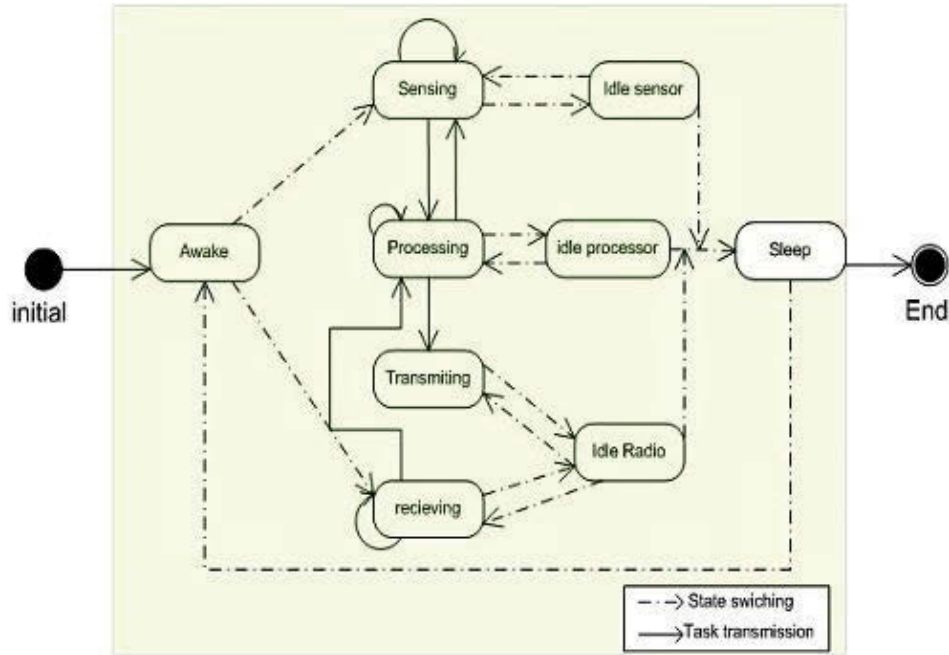 Sensing
Idle sensor
Awake
Processing
idle processor
Sleep
initial
End
Transmiting
Idle Radio
recieving
State swiching
Task transmission